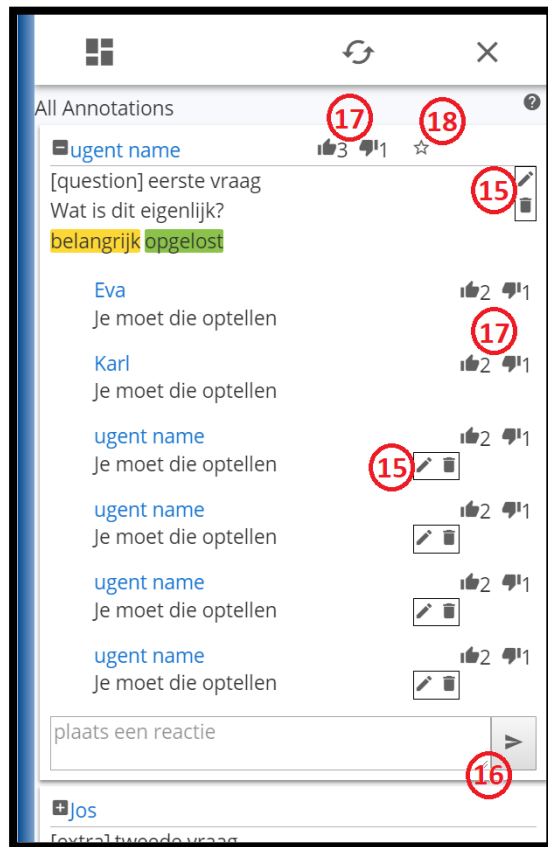 All Annotations
17
18
ugent name 3 1
[question] eerste vraag
15
Wat is dit eigenlijk?
belangrijk opgelost
Eva 2 1
Je moet die optellen
17
Karl 2 1
Je moet die optellen
ugent name 2 1
Je moet die optellen
15
ugent name 2 1
Je moet die optellen
ugent name 2 1
Je moet die optellen
ugent name 2 1
Je moet die optellen
plaats een reactie
16
Jos
[extra] tweede vraag